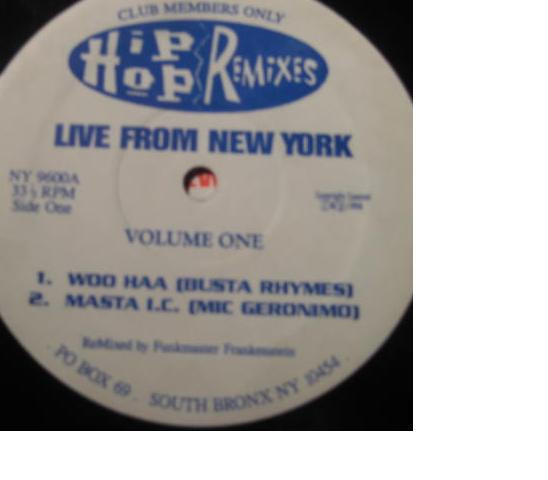 CLUB MEMBERS ONLY
HiP HoP REMiXES
LIVE FROM NEW YORK
NY 9600A
33 ⅓ RPM
Side One
VOLUME ONE
1. WOO HAA (BUSTA RHYMES)
2. MASTA I.C. (MIC GERONIMO)
ReMixed by Funkmaster Frankenstein
PO BOX 69 . SOUTH BRONX NY 10454 .